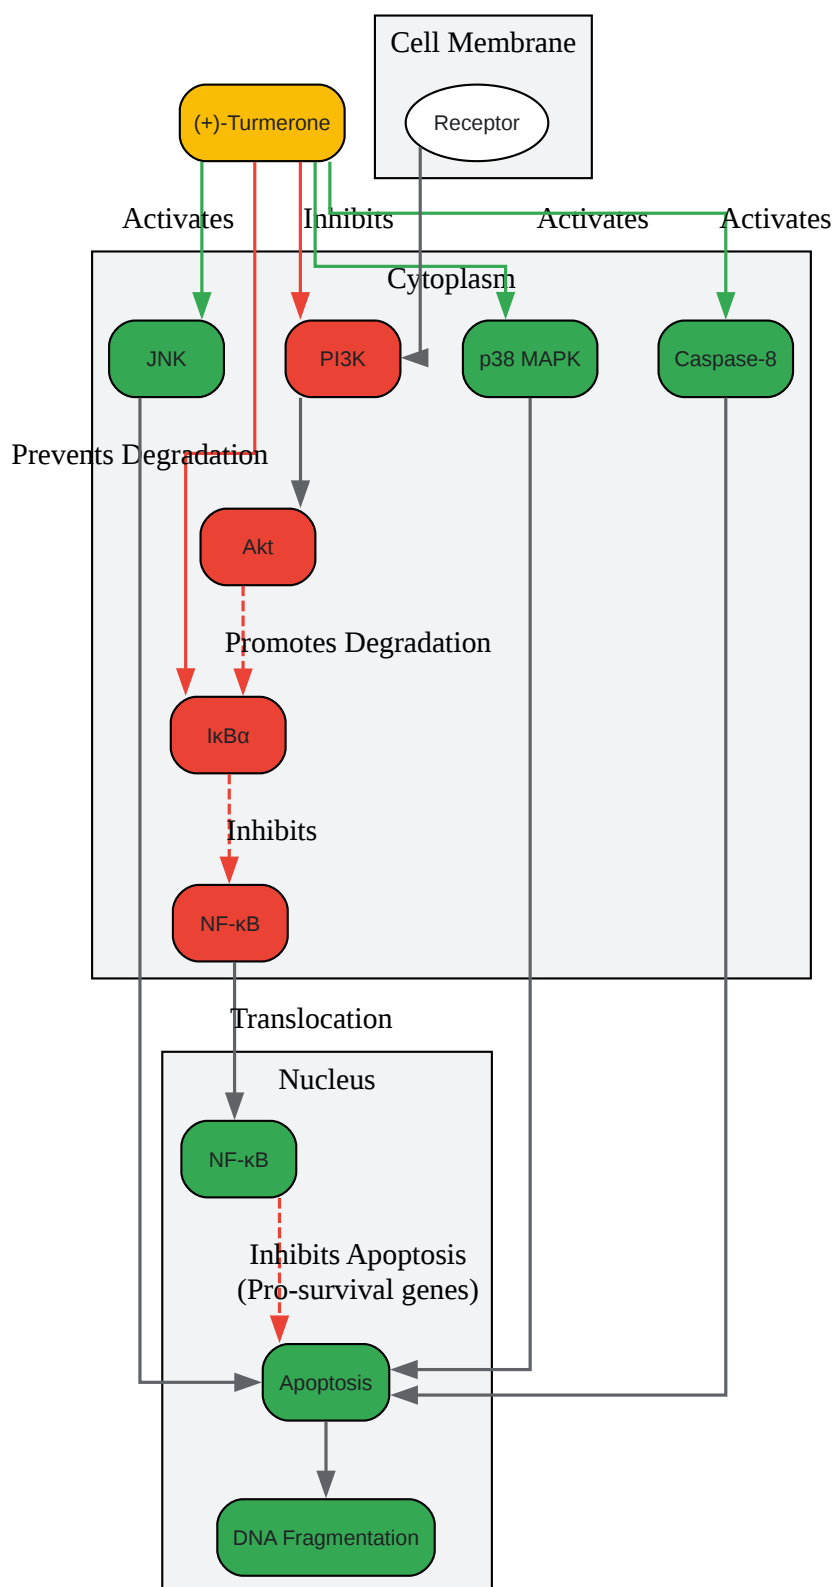 Cell Membrane
(+)-Turmerone
Receptor
Activates
Inhibits
Activates
Activates
Cytoplasm
JNK
PI3K
p38 MAPK
Caspase-8
Prevents Degradation
Akt
Promotes Degradation
IκBα
Inhibits
NF-κB
Translocation
Nucleus
NF-κB
Inhibits Apoptosis
(Pro-survival genes)
Apoptosis
DNA Fragmentation